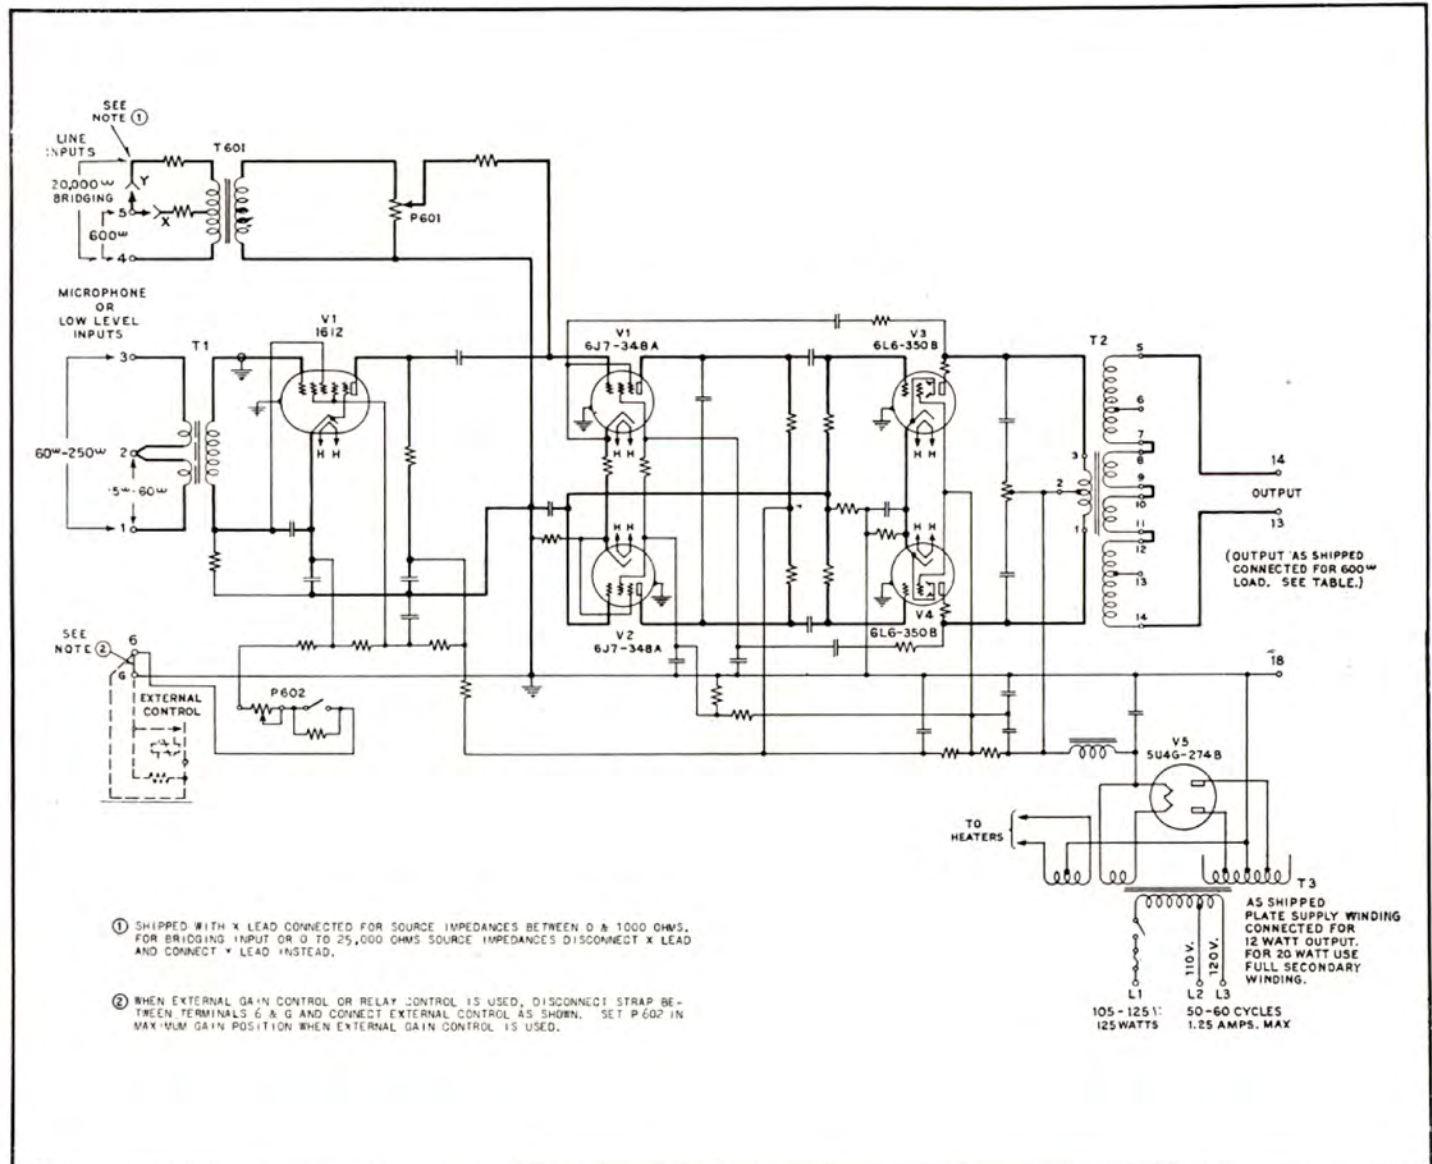 SEE
NOTE ①
LINE
INPUTS
20,000ω
BRIDGING
Y
5
X
600ω
4
T601
P601
MICROPHONE
OR
LOW LEVEL
INPUTS
3
60ω-250ω
2
1
T1
V1
1612
H H
V1
6J7-348A
H H
H H
V2
6J7-348A
V3
6L6-350B
H H
H H
V4
6L6-350B
T2
3
2
1
5
6
7
8
9
10
11
12
13
14
14
OUTPUT
13
(OUTPUT AS SHIPPED
CONNECTED FOR 600ω
LOAD. SEE TABLE.)
18
SEE
NOTE ②
6
G
EXTERNAL
CONTROL
P602
V5
5U4G-274B
TO
HEATERS
T3
AS SHIPPED
PLATE SUPPLY WINDING
CONNECTED FOR
12 WATT OUTPUT.
FOR 20 WATT USE
FULL SECONDARY
WINDING.
110V.
120V.
L1 L2 L3
105-125V. 50-60 CYCLES
125 WATTS 1.25 AMPS. MAX
① SHIPPED WITH X LEAD CONNECTED FOR SOURCE IMPEDANCES BETWEEN 0 & 1000 OHMS.
FOR BRIDGING INPUT OR 0 TO 25,000 OHMS SOURCE IMPEDANCES DISCONNECT X LEAD
AND CONNECT Y LEAD INSTEAD.
② WHEN EXTERNAL GAIN CONTROL OR RELAY CONTROL IS USED, DISCONNECT STRAP BE-
TWEEN TERMINALS 6 & G AND CONNECT EXTERNAL CONTROL AS SHOWN. SET P602 IN
MAXIMUM GAIN POSITION WHEN EXTERNAL GAIN CONTROL IS USED.